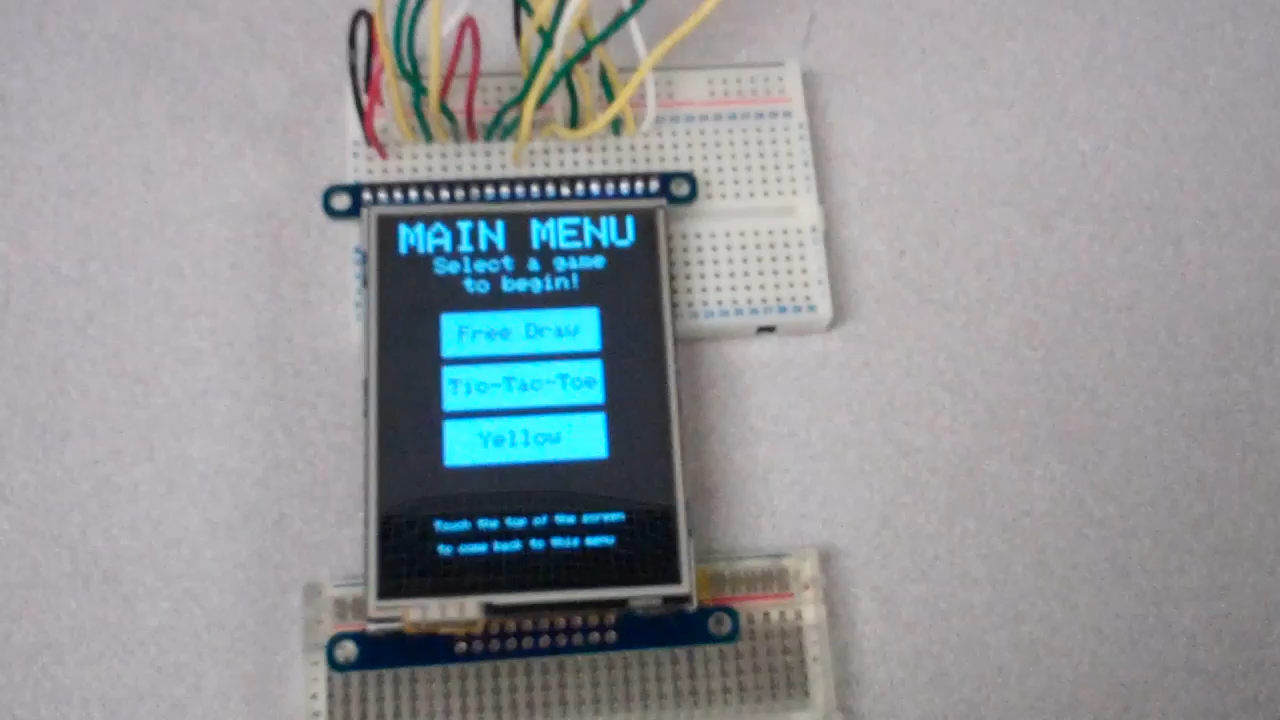 MAIN MENU
Select a game
to begin!
Free Draw
Tic-Tac-Toe
Yellow
Touch the top of the screen
to come back to this menu